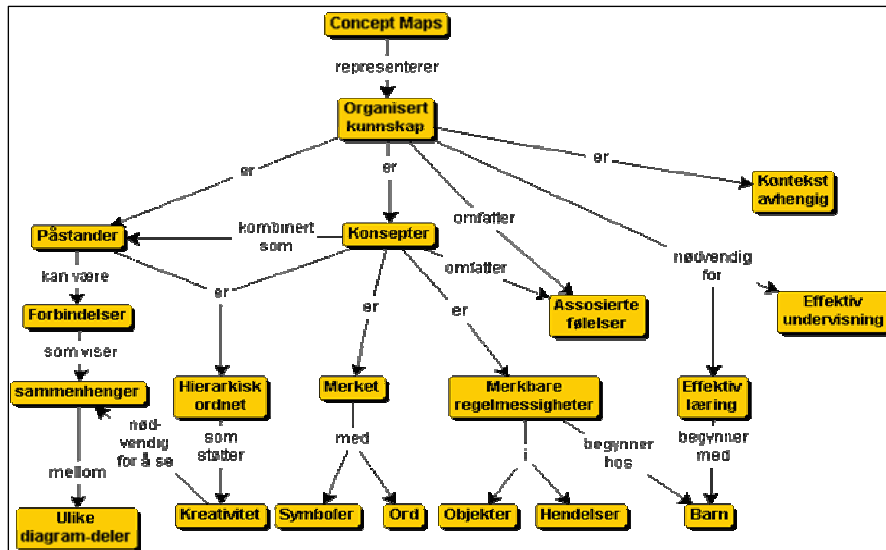 Concept Maps
representerer
Organisert
kunnskap
er
er
er
Kontekst
avhengig
Påstander
kombinert
som
Konsepter
omfatter
omfatter
nødvendig
for
kan være
Forbindelser
er
er
er
Assosierte
følelser
Effektiv
undervisning
som viser
sammenhenger
Hierarkisk
ordnet
Merket
Merkbare
regelmessigheter
Effektiv
læring
nød-
vendig
for å se
som
støtter
med
i
begynner
hos
begynner
med
mellom
Ulike
diagram-deler
Kreativitet
Symboler
Ord
Objekter
Hendelser
Barn